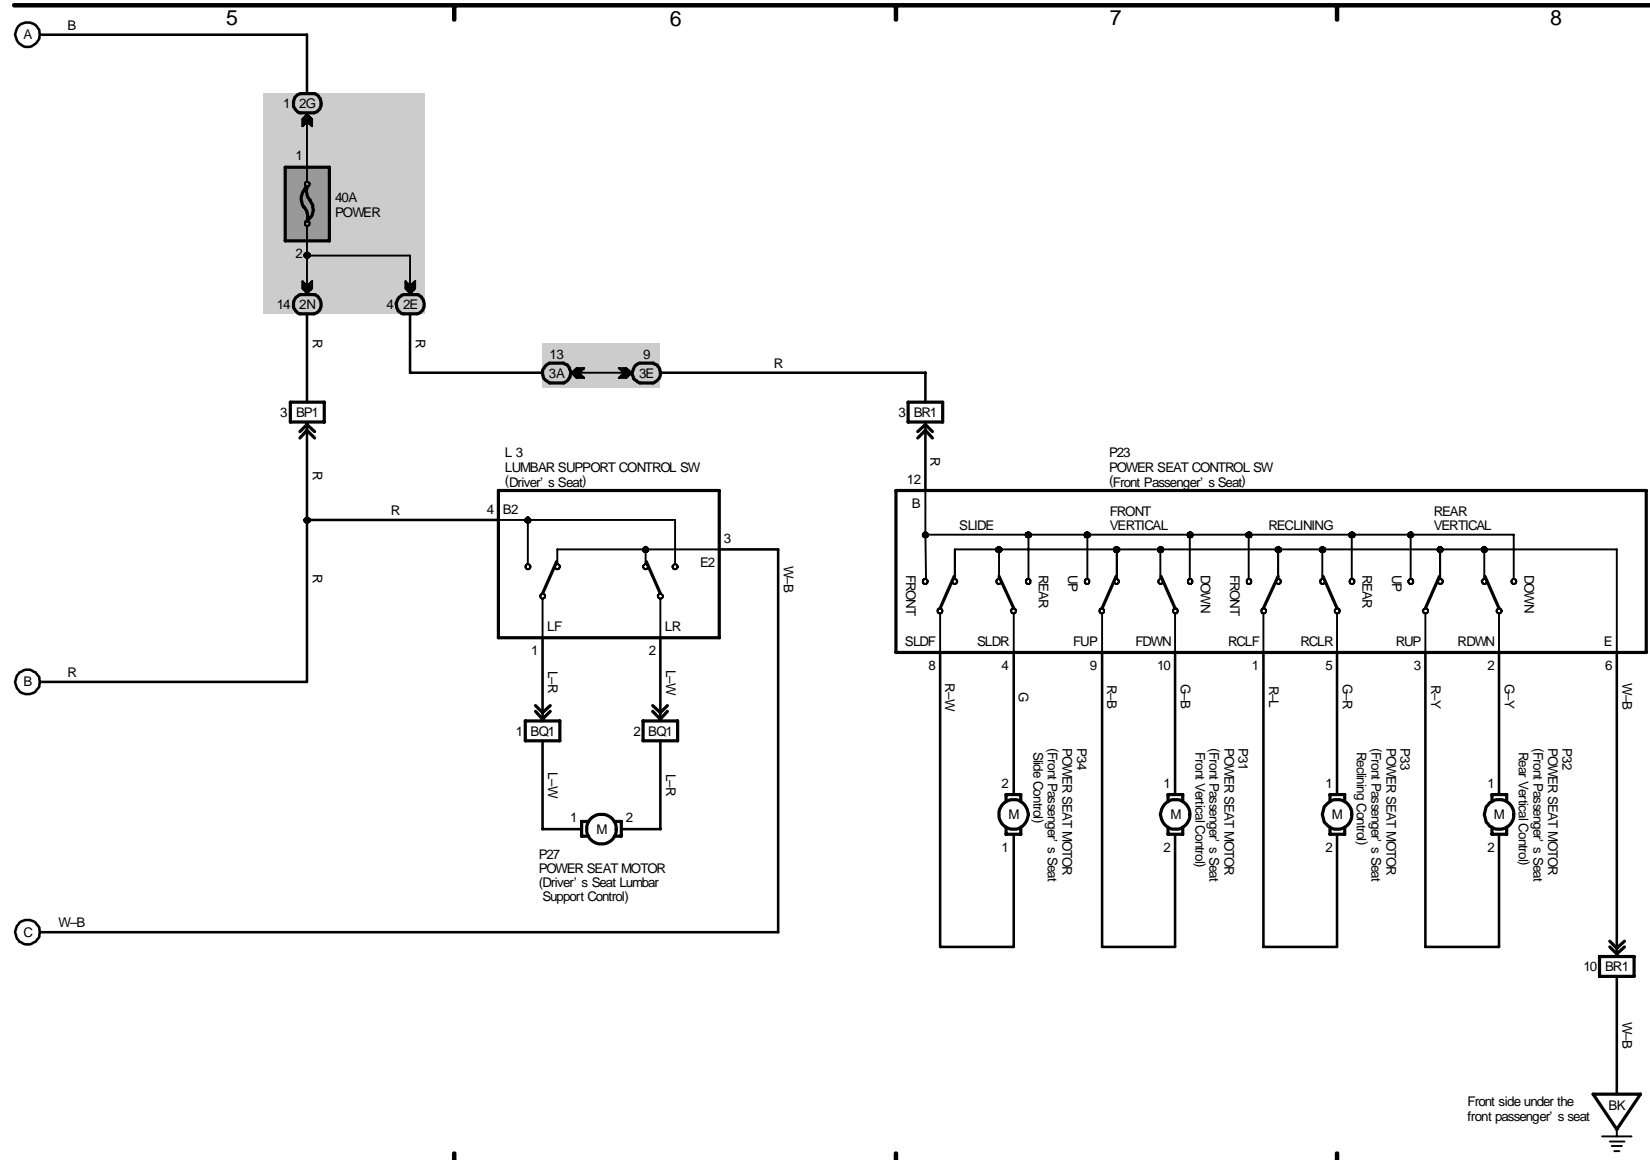 5
6
7
8
A
B
1
2G
1
40A
POWER
2
14
2N
4
2E
R
R
13
3A
9
3E
R
3
BP1
3
BR1
R
R
L 3
LUMBAR SUPPORT CONTROL SW
(Driver’ s Seat)
P23
POWER SEAT CONTROL SW
(Front Passenger’ s Seat)
12
R
4
B2
3
E2
B
SLIDE
FRONT
VERTICAL
RECLINING
REAR
VERTICAL
R
W–B
FRONT
REAR
UP
DOWN
FRONT
REAR
UP
DOWN
LF
LR
SLDF
SLDR
FUP
FDWN
RCLF
RCLR
RUP
RDWN
E
1
2
8
4
9
10
1
5
3
2
6
B
R
L–R
L–W
R–W
G
R–B
G–B
R–L
G–R
R–Y
G–Y
W–B
1
BQ1
2
BQ1
L–W
L–R
1
M
2
P27
POWER SEAT MOTOR
(Driver’ s Seat Lumbar
Support Control)
2
M
1
P34
POWER SEAT MOTOR
(Front Passenger’ s Seat
Slide Control)
1
M
2
P31
POWER SEAT MOTOR
(Front Passenger’ s Seat
Front Vertical Control)
1
M
2
P33
POWER SEAT MOTOR
(Front Passenger’ s Seat
Reclining Control)
1
M
2
P32
POWER SEAT MOTOR
(Front Passenger’ s Seat
Rear Vertical Control)
C
W–B
10
BR1
W–B
Front side under the
front passenger’ s seat
BK